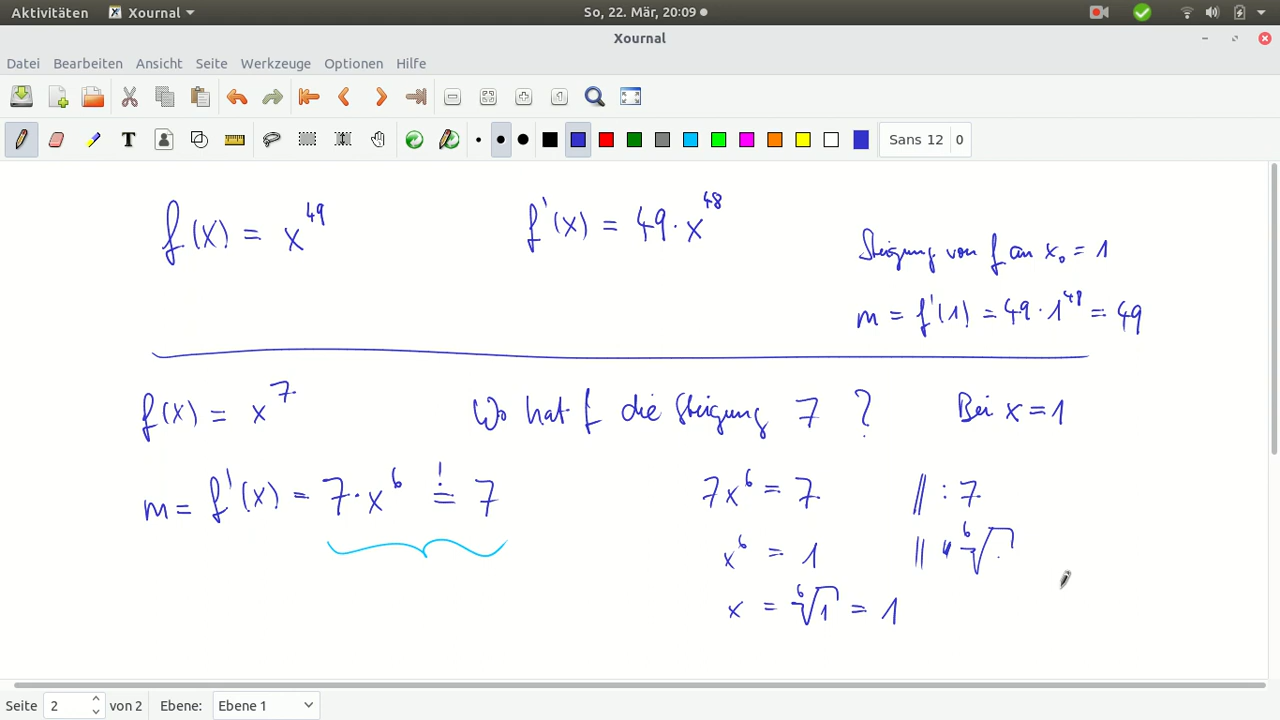 Aktivitäten Xournal So, 22. Mär, 20:09
Xournal
Datei Bearbeiten Ansicht Seite Werkzeuge Optionen Hilfe
Sans 12 0
f(x) = x^49 f'(x) = 49·x^48
Steigung von f an x₀ = 1
m = f'(1) = 49·1^48 = 49
f(x) = x^7 Wo hat f die Steigung 7 ? Bei x = 1
m = f'(x) = 7·x^6 =! 7 7x^6 = 7 || : 7
x^6 = 1 || ⁶√
x = ⁶√1 = 1
Seite 2 von 2 Ebene: Ebene 1